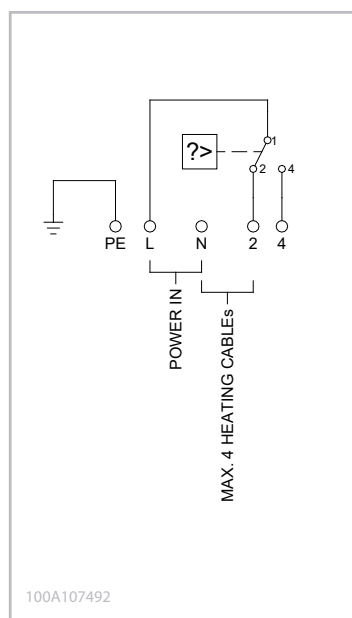 1
?>
2 4
PE L N 2 4
POWER IN
MAX. 4 HEATING CABLEs
100A107492